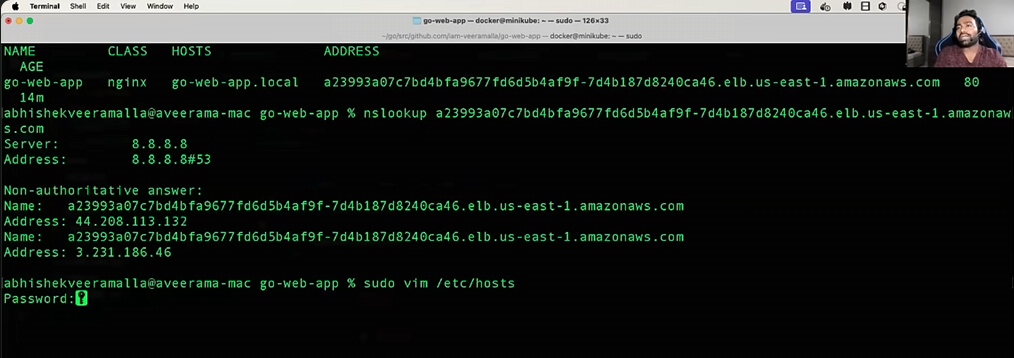 Terminal Shell Edit View Window Help
go-web-app — docker@minikube: ~ — sudo — 126×33
~/go/src/github.com/iam-veeramalla/go-web-app — docker@minikube: ~ — sudo
NAME CLASS HOSTS ADDRESS
AGE
go-web-app nginx go-web-app.local a23993a07c7bd4bfa9677fd6d5b4af9f-7d4b187d8240ca46.elb.us-east-1.amazonaws.com 80
14m
abhishekveeramalla@aveerama-mac go-web-app % nslookup a23993a07c7bd4bfa9677fd6d5b4af9f-7d4b187d8240ca46.elb.us-east-1.amazonaw
s.com
Server: 8.8.8.8
Address: 8.8.8.8#53
Non-authoritative answer:
Name: a23993a07c7bd4bfa9677fd6d5b4af9f-7d4b187d8240ca46.elb.us-east-1.amazonaws.com
Address: 44.208.113.132
Name: a23993a07c7bd4bfa9677fd6d5b4af9f-7d4b187d8240ca46.elb.us-east-1.amazonaws.com
Address: 3.231.186.46
abhishekveeramalla@aveerama-mac go-web-app % sudo vim /etc/hosts
Password: